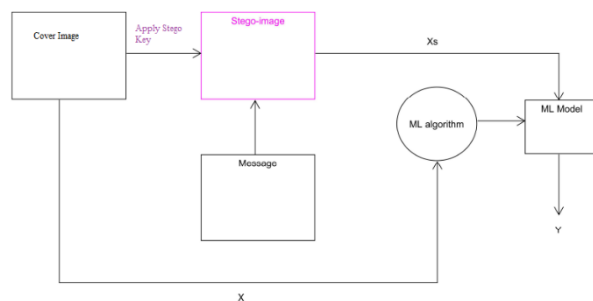 Cover Image
Apply Stego
Key
Stego-image
Xs
ML algorithm
ML Model
Message
Y
X